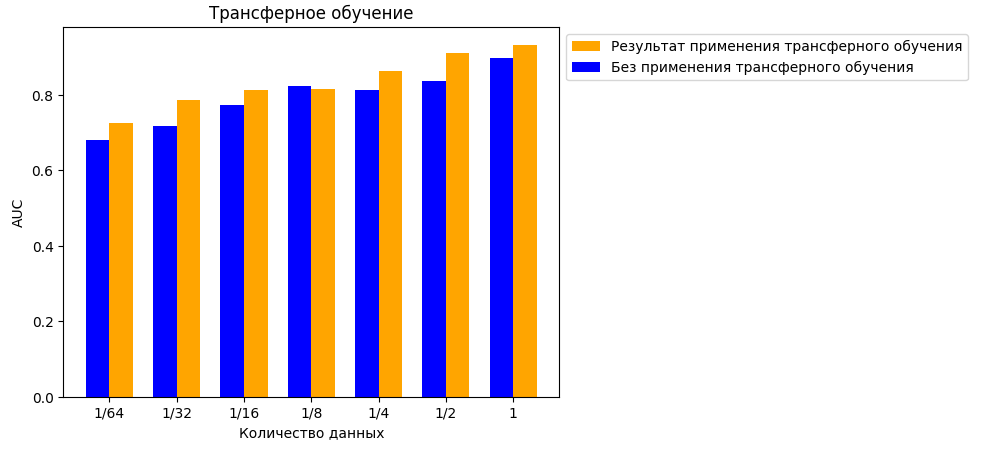 Трансферное обучение
Результат применения трансферного обучения
Без применения трансферного обучения
AUC
0.8
0.6
0.4
0.2
0.0
1/64 1/32 1/16 1/8 1/4 1/2 1
Количество данных